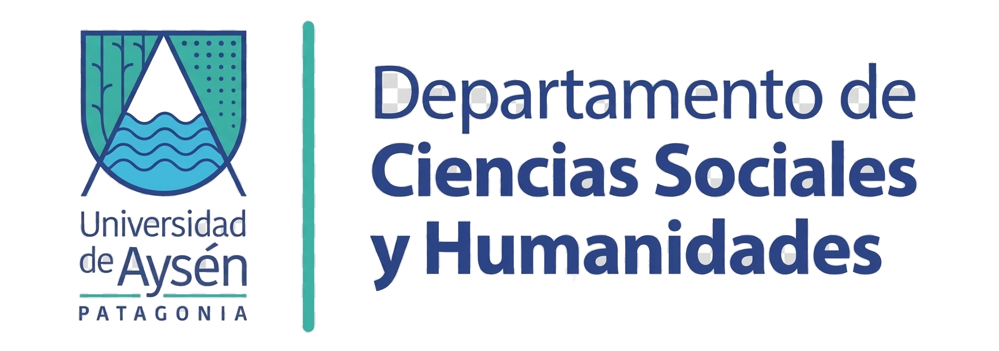 Universidad
de Aysén
PATAGONIA
Departamento de
Ciencias Sociales
y Humanidades